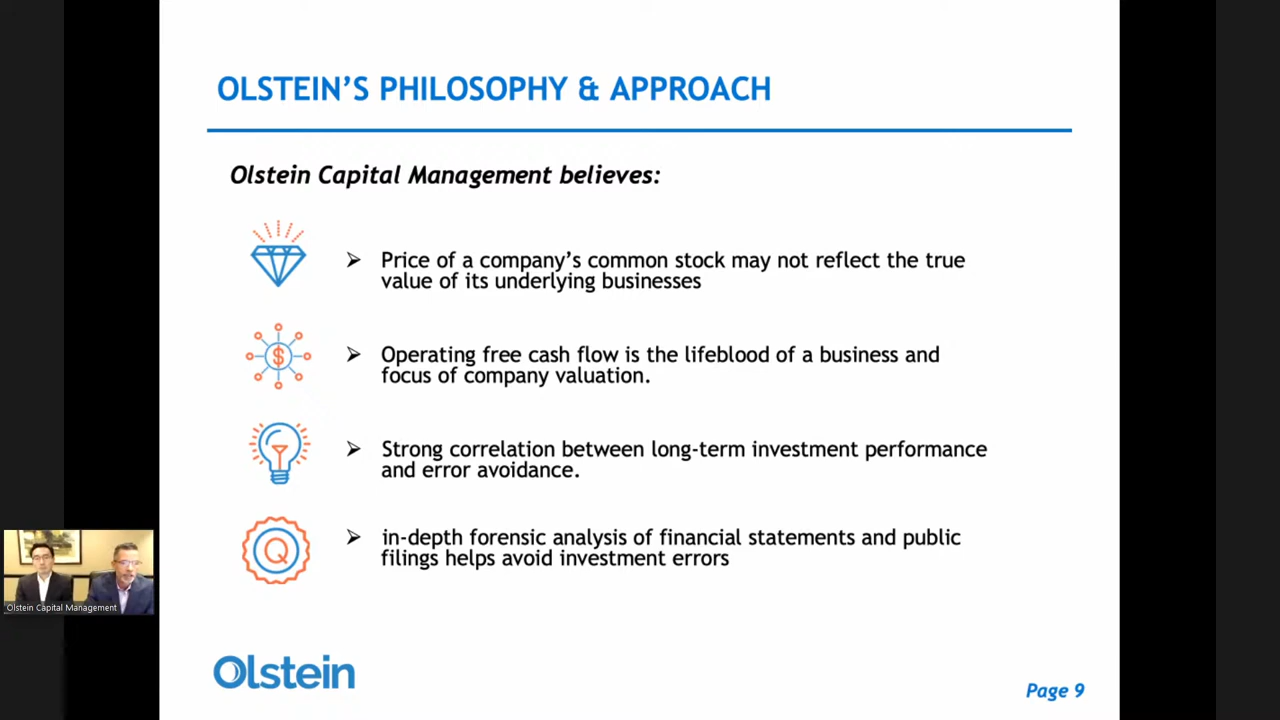 OLSTEIN'S PHILOSOPHY & APPROACH
Olstein Capital Management believes:
➢ Price of a company's common stock may not reflect the true
value of its underlying businesses
$
➢ Operating free cash flow is the lifeblood of a business and
focus of company valuation.
➢ Strong correlation between long-term investment performance
and error avoidance.
Q
➢ in-depth forensic analysis of financial statements and public
filings helps avoid investment errors
Olstein Capital Management
Olstein
Page 9